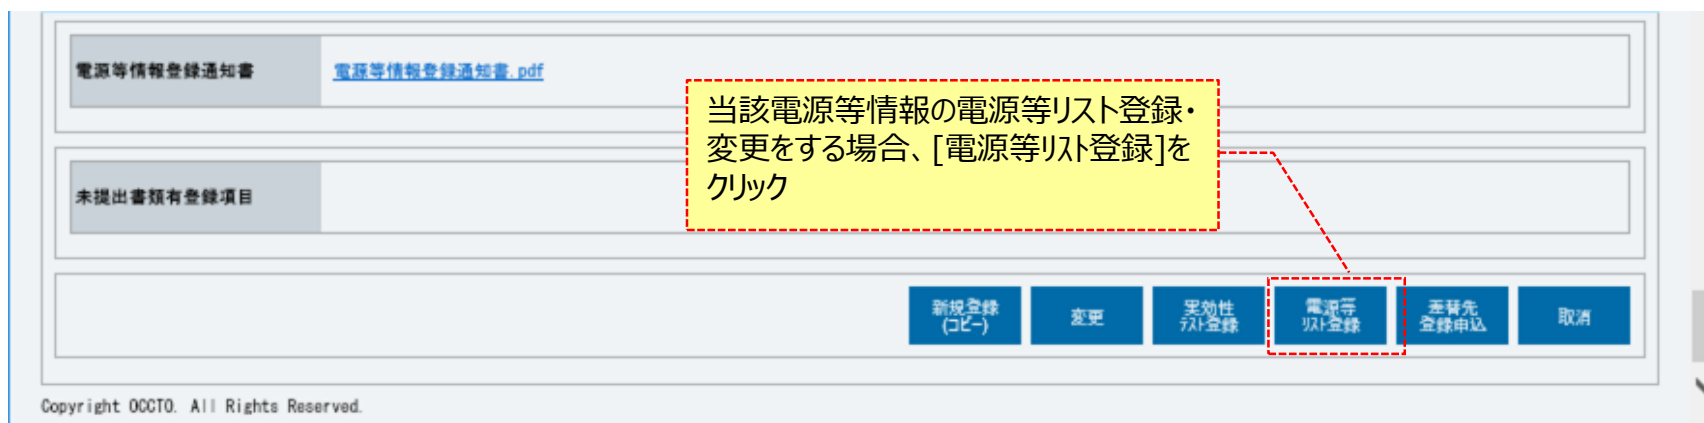 電源等情報登録通知書
電源等情報登録通知書.pdf
当該電源等情報の電源等リスト登録・
変更をする場合、[電源等リスト登録]を
クリック
未提出書類有登録項目
新規登録
(コピー)
変更
実効性
テスト登録
電源等
リスト登録
差替先
登録申込
取消
Copyright OCCTO. All Rights Reserved.